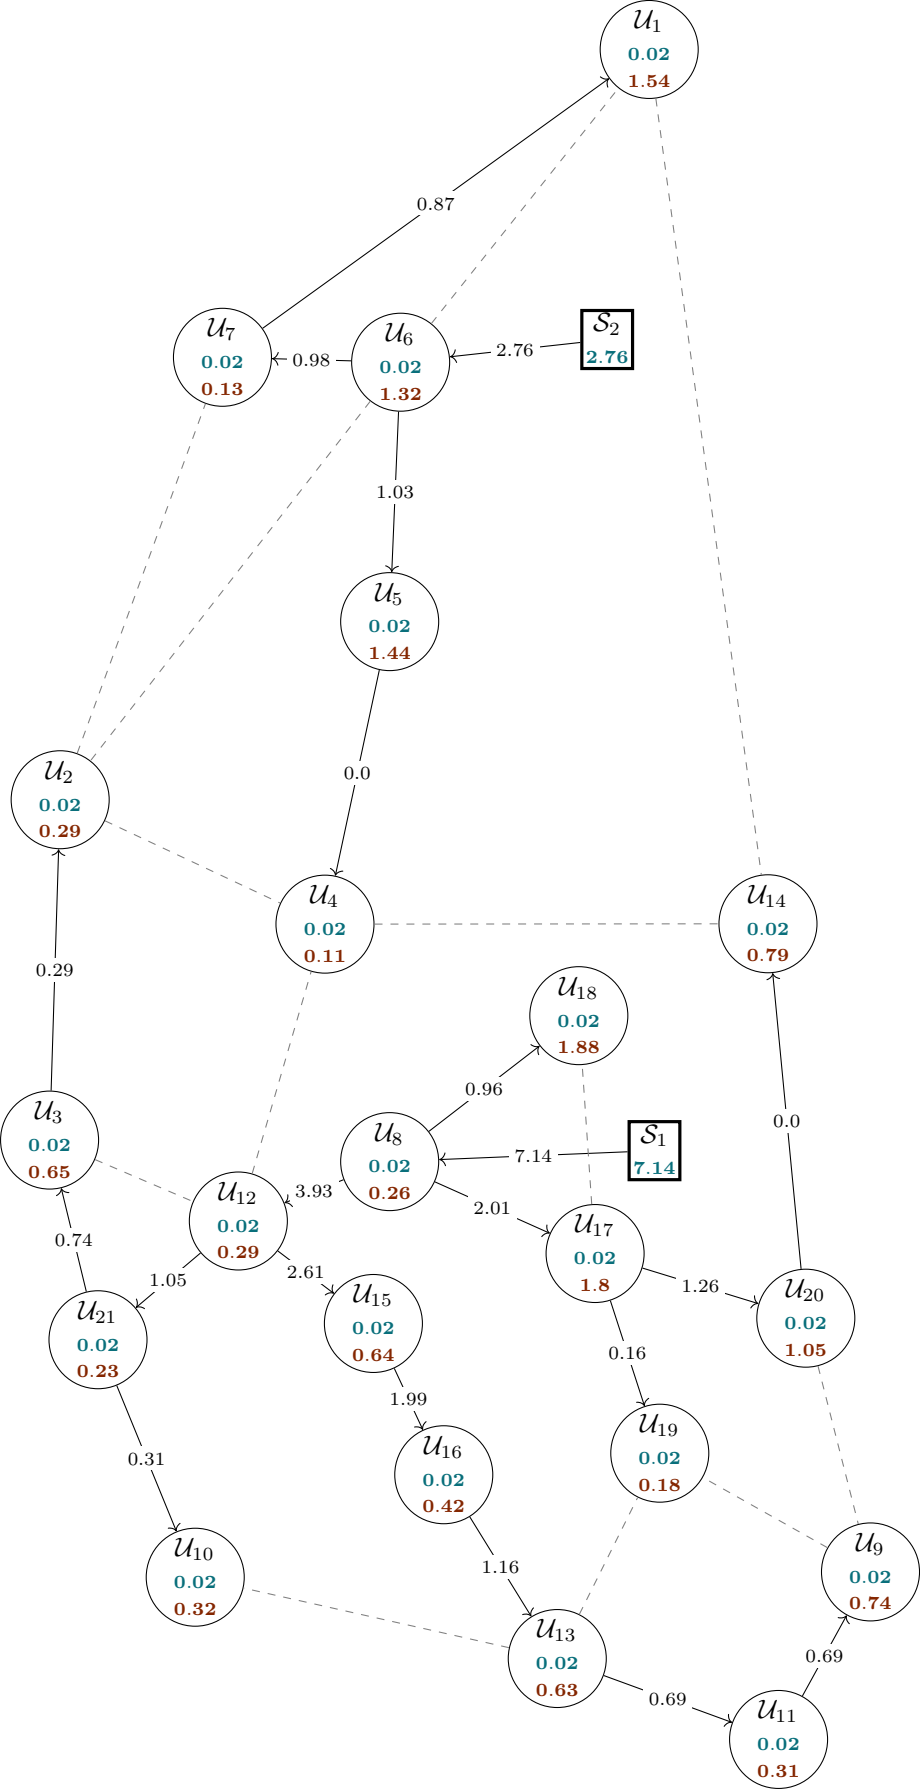 𝒰₁
0.02
1.54
0.87
𝒰₇
0.02
0.13
0.98
𝒰₆
0.02
1.32
2.76
𝒮₂
2.76
1.03
𝒰₅
0.02
1.44
0.0
𝒰₂
0.02
0.29
𝒰₄
0.02
0.11
𝒰₁₄
0.02
0.79
0.29
𝒰₁₈
0.02
1.88
0.96
𝒰₃
0.02
0.65
𝒰₈
0.02
0.26
7.14
𝒮₁
7.14
0.0
3.93
2.01
𝒰₁₂
0.02
0.29
𝒰₁₇
0.02
1.8
0.74
1.05
2.61
1.26
𝒰₂₁
0.02
0.23
𝒰₁₅
0.02
0.64
𝒰₂₀
0.02
1.05
0.16
1.99
0.31
𝒰₁₆
0.02
0.42
𝒰₁₉
0.02
0.18
𝒰₁₀
0.02
0.32
1.16
𝒰₉
0.02
0.74
𝒰₁₃
0.02
0.63
0.69
0.69
𝒰₁₁
0.02
0.31